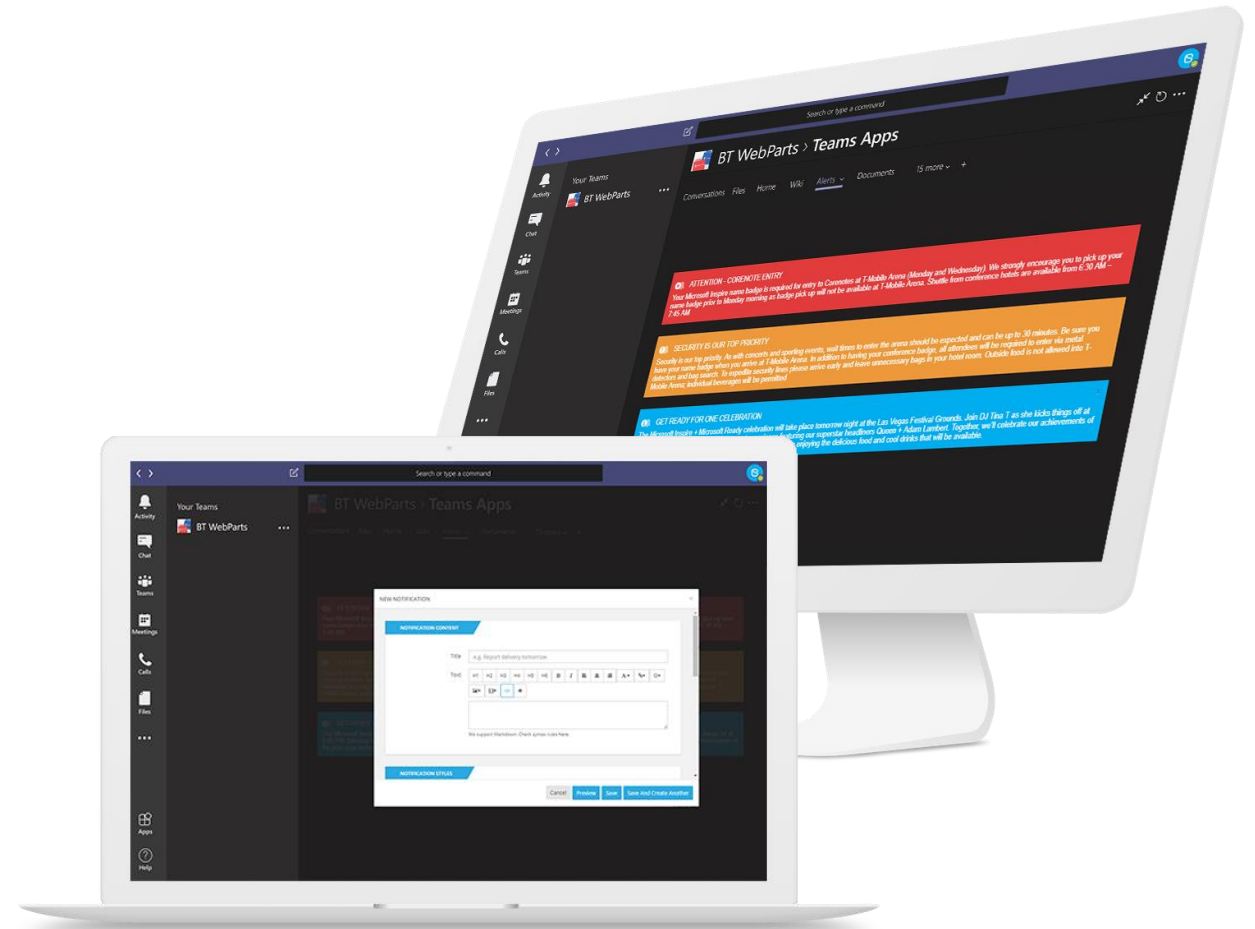 Search or type a command
Activity
Chat
Teams
Meetings
Calls
Files
Your Teams
BT WebParts
BT WebParts > Teams Apps
Conversations Files Home Wiki Alerts Documents 15 more +
ATTENTION - CORENOTE ENTRY
Your Microsoft Inspire name badge is required for entry to Corenotes at T-Mobile Arena (Monday and Wednesday). We strongly encourage you to pick up your
name badge prior to Monday morning as badge pick up will not be available at T-Mobile Arena. Shuttle from conference hotels are available from 6:30 AM –
7:45 AM
SECURITY IS OUR TOP PRIORITY
Security is our top priority. As with concerts and sporting events, wait times to enter the arena should be expected and can be up to 30 minutes. Be sure you
have your name badge when you arrive at T-Mobile Arena. In addition to having your conference badge, all attendees will be required to enter via metal
detectors and bag search. To expedite security lines please arrive early and leave unnecessary bags in your hotel room. Outside food is not allowed into T-
Mobile Arena; individual beverages will be permitted
GET READY FOR ONE CELEBRATION
The Microsoft Inspire + Microsoft Ready celebration will take place tomorrow night at the Las Vegas Festival Grounds. Join DJ Tina T as she kicks things off at
featuring our superstar headliners Queen + Adam Lambert. Together, we'll celebrate our achievements of
enjoying the delicious food and cool drinks that will be available.
Search or type a command
Activity
Chat
Teams
Meetings
Calls
Files
Apps
Help
Your Teams
BT WebParts
BT WebParts > Teams Apps
NEW NOTIFICATION
NOTIFICATION CONTENT
Title
e.g. Report delivery tomorrow
Text
H1 H2 H3 H4 H5 H6 B I
We support Markdown. Check syntax rules here.
NOTIFICATION STYLES
Cancel Preview Save Save And Create Another